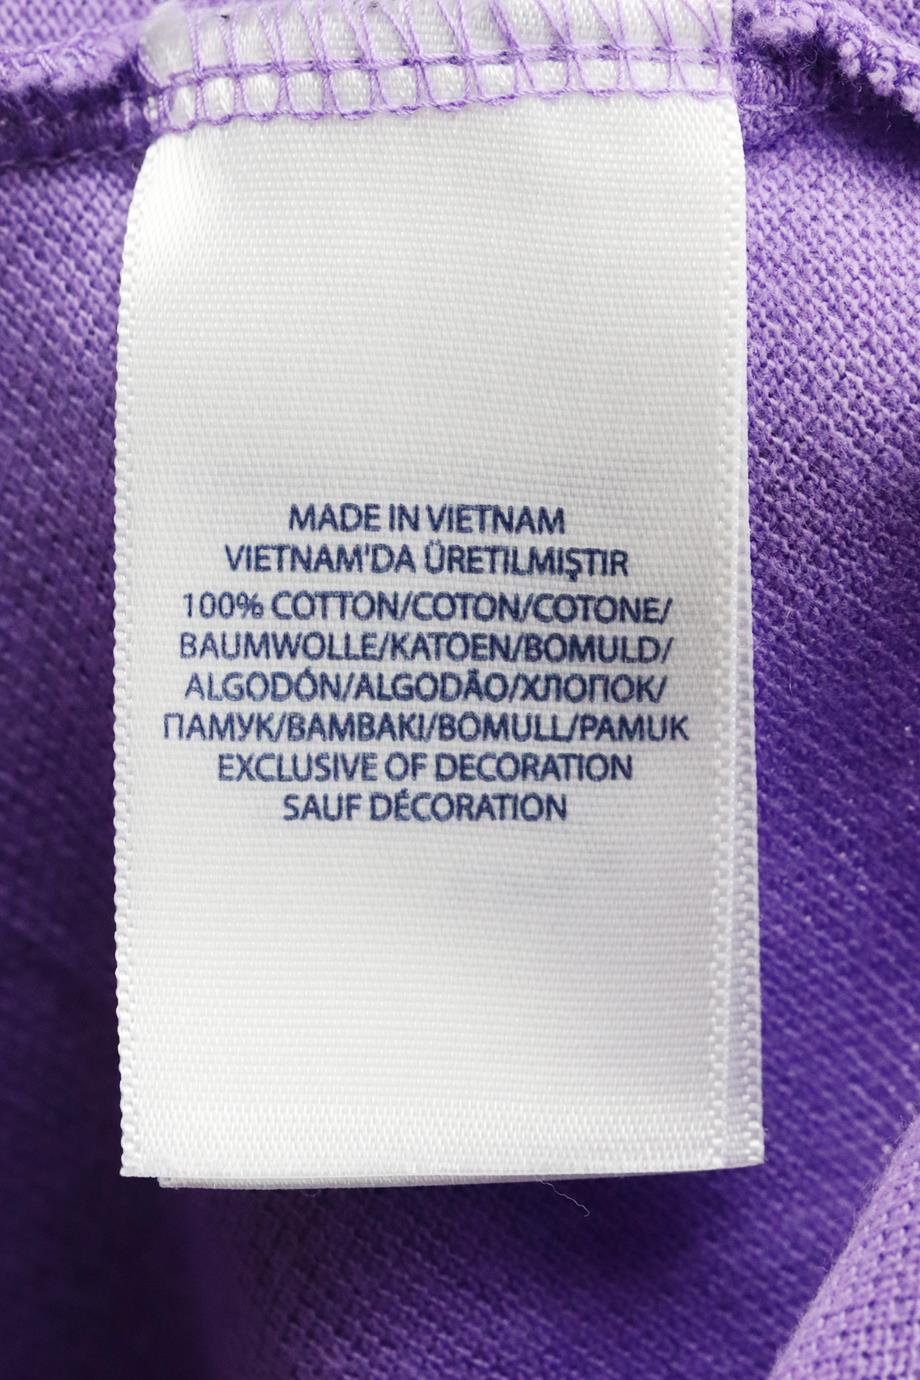 MADE IN VIETNAM
VIETNAM'DA ÜRETILMIŞTIR
100% COTTON/COTON/COTONE/
BAUMWOLLE/KATOEN/BOMULD/
ALGODÓN/ALGODÃO/ХЛОПОК/
ПАМУК/ΒΑΜΒΑΚΙ/BOMULL/PAMUK
EXCLUSIVE OF DECORATION
SAUF DÉCORATION